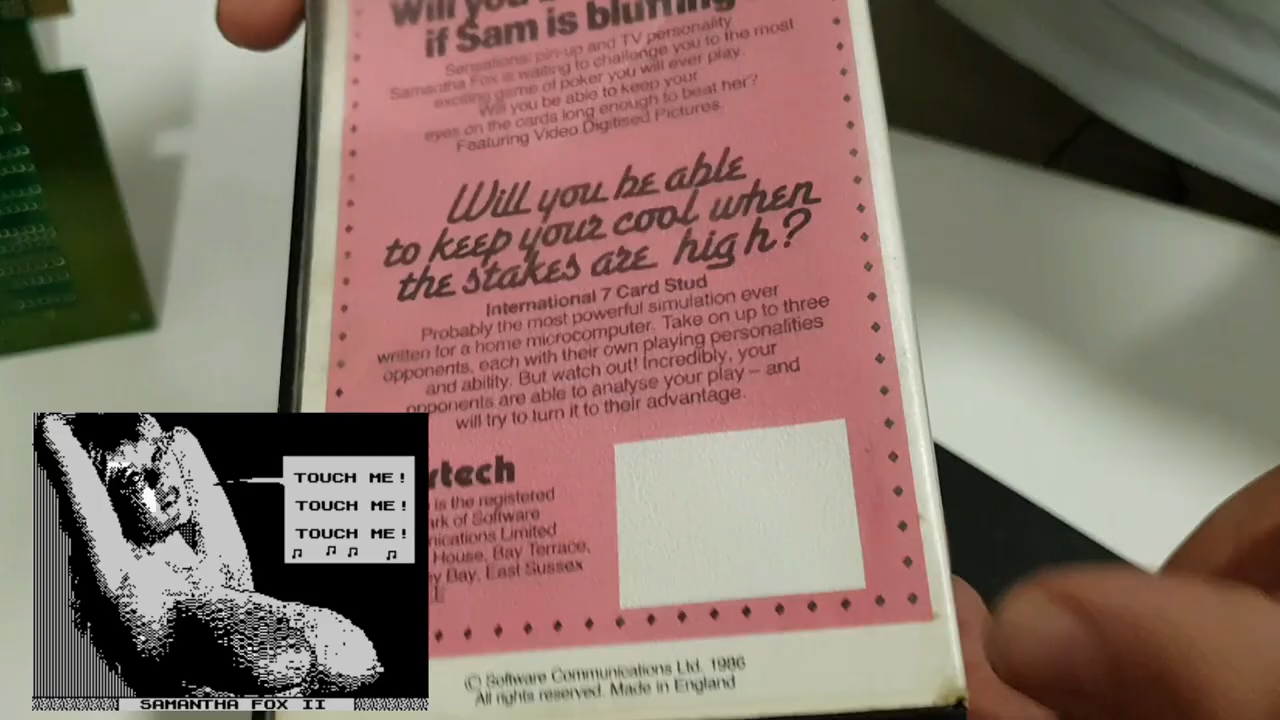 Will you
if Sam is bluffing
Sensational pin-up and TV personality
Samantha Fox is waiting to challenge you to the most
exciting game of poker you will ever play.
Will you be able to keep your
eyes on the cards long enough to beat her?
Featuring Video Digitised Pictures.
Will you be able
to keep your cool when
the stakes are high?
International 7 Card Stud
Probably the most powerful simulation ever
written for a home microcomputer. Take on up to three
opponents, each with their own playing personalities
and ability. But watch out! Incredibly, your
opponents are able to analyse your play – and
will try to turn it to their advantage.
rtech
is the registered
ark of Software
nications Limited
House, Bay Terrace,
y Bay, East Sussex
© Software Communications Ltd. 1986
All rights reserved. Made in England
TOUCH ME!
TOUCH ME!
TOUCH ME!
SAMANTHA FOX II